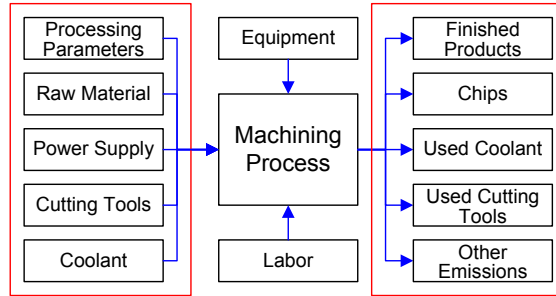 Processing
Parameters
Raw Material
Power Supply
Cutting Tools
Coolant
Equipment
Machining
Process
Labor
Finished
Products
Chips
Used Coolant
Used Cutting
Tools
Other
Emissions